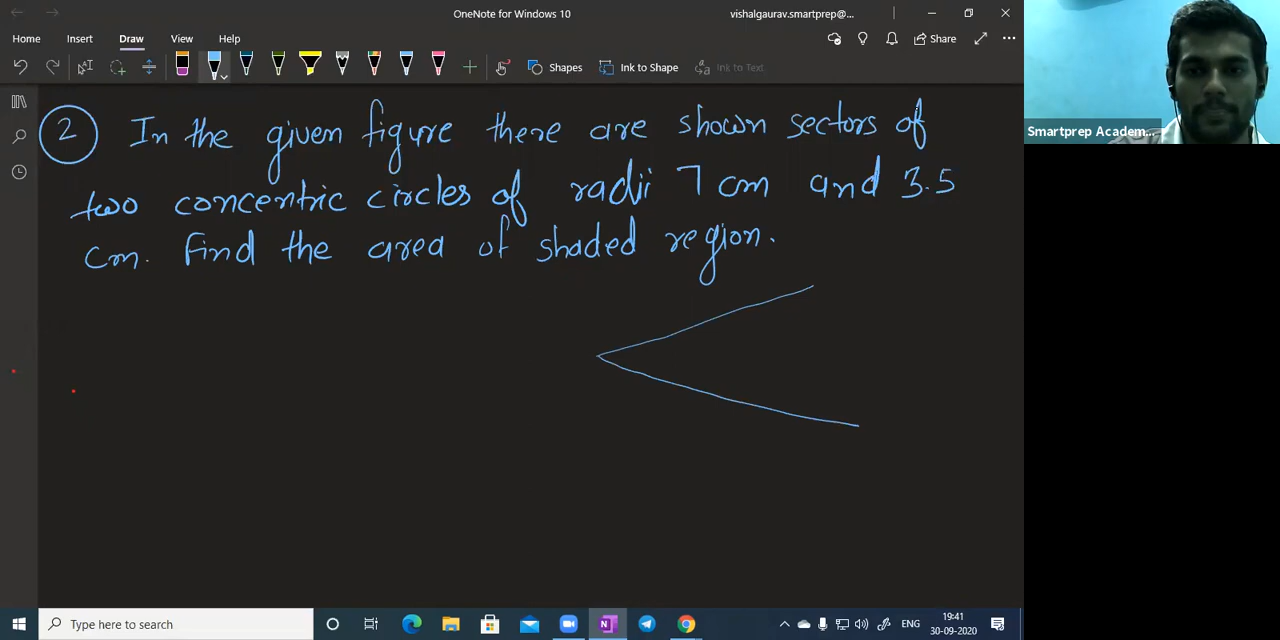 OneNote for Windows 10
vishalgaurav.smartprep@...
Home Insert Draw View Help
Share
Shapes
Ink to Shape
Ink to Text
2 In the given figure there are shown sectors of
two concentric circles of radii 7 cm and 3.5
cm. Find the area of shaded region.
Smartprep Academ...
Type here to search
ENG
19:41
30-09-2020